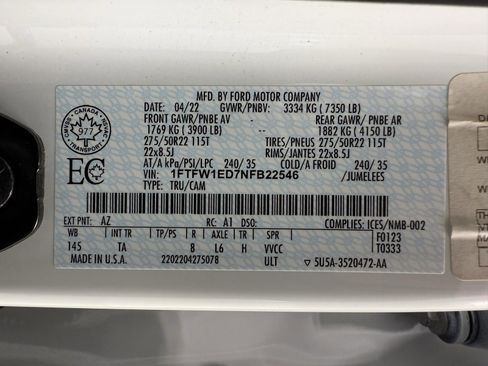 MFD. BY FORD MOTOR COMPANY
DATE: 04/22 GVWR/PNBV: 3334 KG ( 7350 LB)
FRONT GAWR/PNBE AV REAR GAWR/PNBE AR
1769 KG ( 3900 LB) -- 1882 KG ( 4150 LB)
275/50R22 115T TIRES/PNEUS 275/50R22 115T
22x8.5J RIMS/JANTES 22x8.5J
AT/A kPa/PSI/LPC 240/ 35 COLD/A FROID 240/ 35
VIN: 1FTFW1ED7NFB22546 /JUMELEES
TYPE: TRU/CAM
CANADA
977
TRANSPORT
EC
EXT PNT: AZ RC: A1 DSO: COMPLIES: ICES/NMB-002
WB INT TR TP/PS R AXLE TR SPR F0123
145 TA B L6 H VVCC T0333
MADE IN U.S.A. 2202204275078 ULT 5U5A-3520472-AA